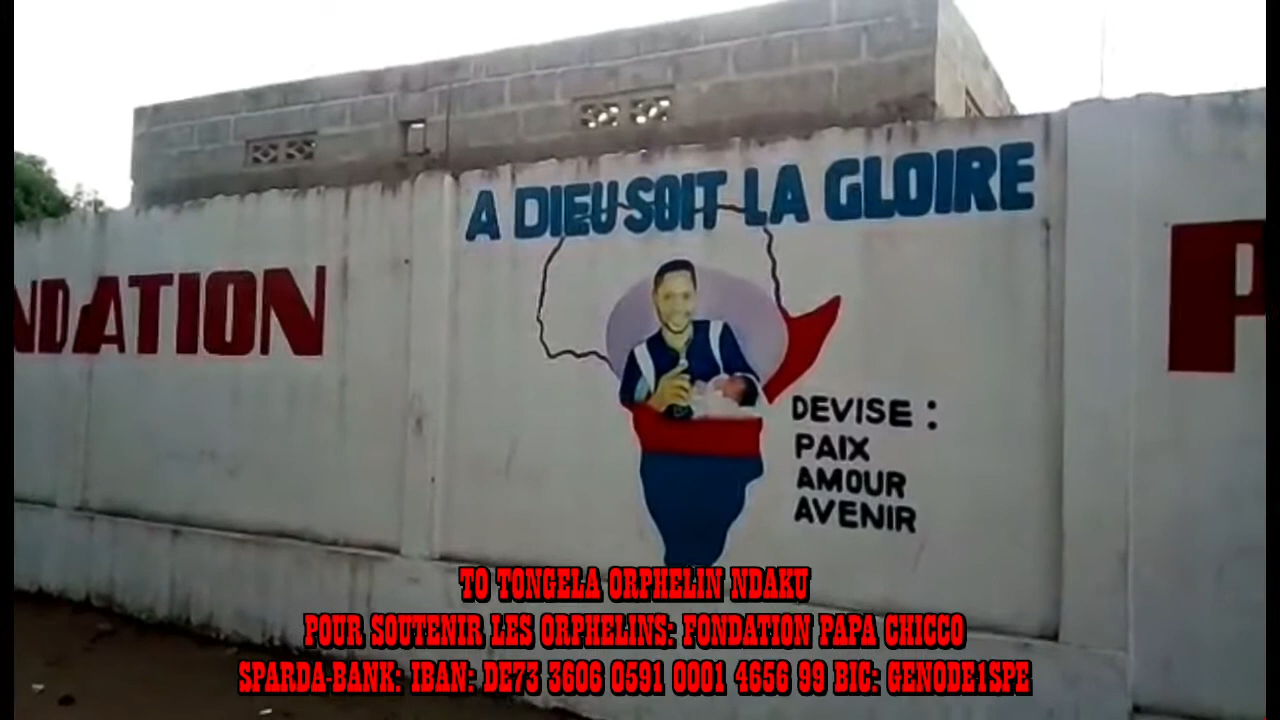 A DIEU SOIT LA GLOIRE
NDATION
P
DEVISE :
PAIX
AMOUR
AVENIR
TO TONGELA ORPHELIN NDAKU
POUR SOUTENIR LES ORPHELINS: FONDATION PAPA CHICCO
SPARDA-BANK: IBAN: DE73 3606 0591 0001 4656 99 BIC: GENODE1SPE